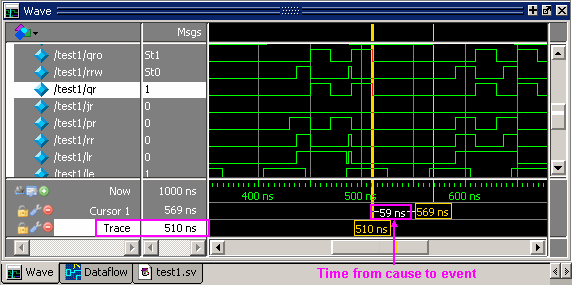 Wave
Msgs
/test1/qro St1
/test1/rrw St0
/test1/qr 1
/test1/jr 0
/test1/pr 0
/test1/rr 0
/test1/lr 0
/test1/le 1
Now 1000 ns 400 ns 500 ns 600 ns
Cursor 1 569 ns 59 ns 569 ns
Trace 510 ns 510 ns
Time from cause to event
Wave Dataflow test1.sv